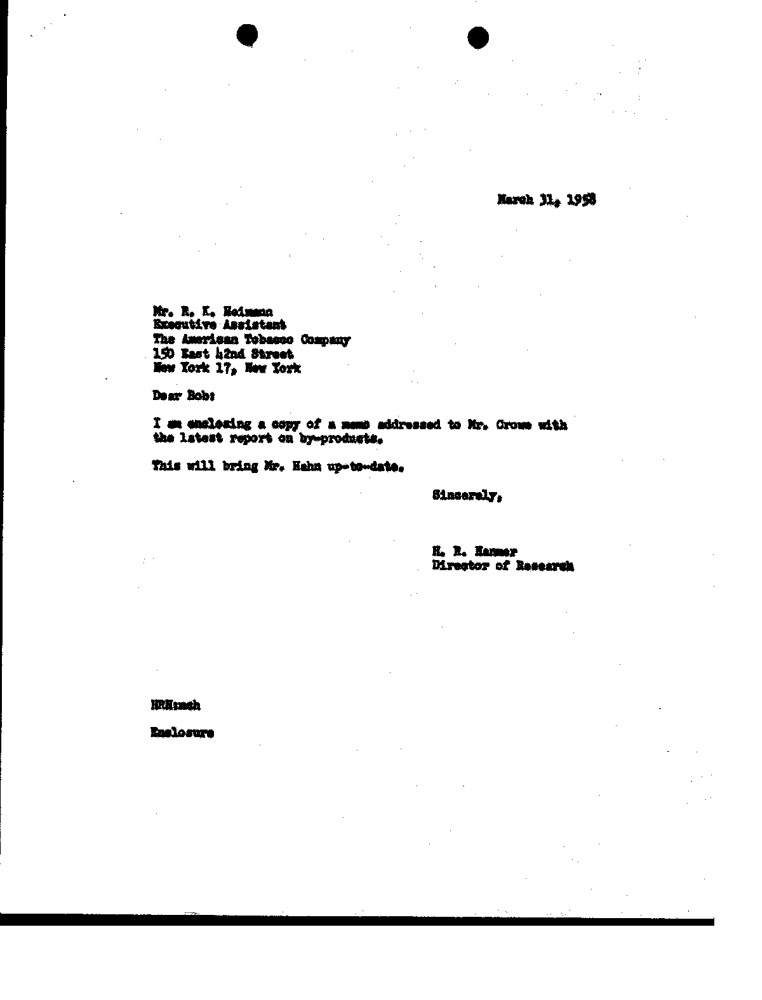 March 31, 1958
Mr. R. K. Heimann
Executive Assistant
The American Tobacco Company
150 East 42nd Street
New York 17, New York
Dear Bob:
I am enclosing a copy of a memo addressed to Mr. Crowe with
the latest report on by-products.
This will bring Mr. Hahn up-to-date.
Sincerely,
H. R. Hanmer
Director of Research
HRH:mch
Enclosure